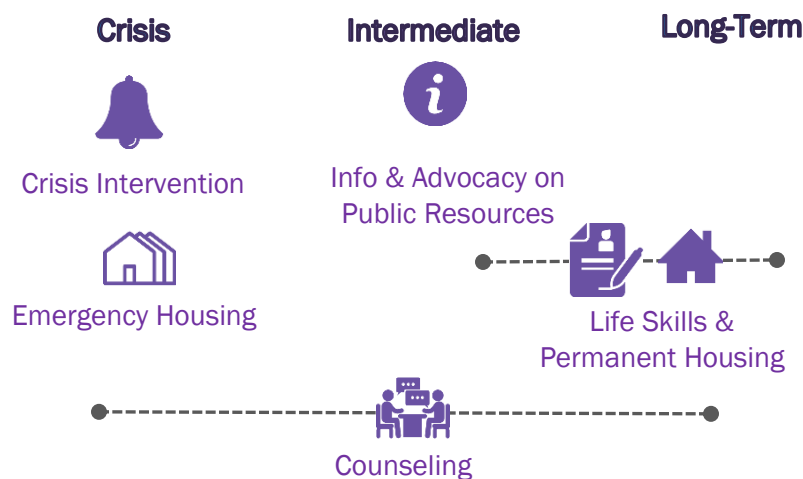 Crisis
Intermediate
Long-Term
i
Crisis Intervention
Info & Advocacy on
Public Resources
Emergency Housing
Life Skills &
Permanent Housing
Counseling